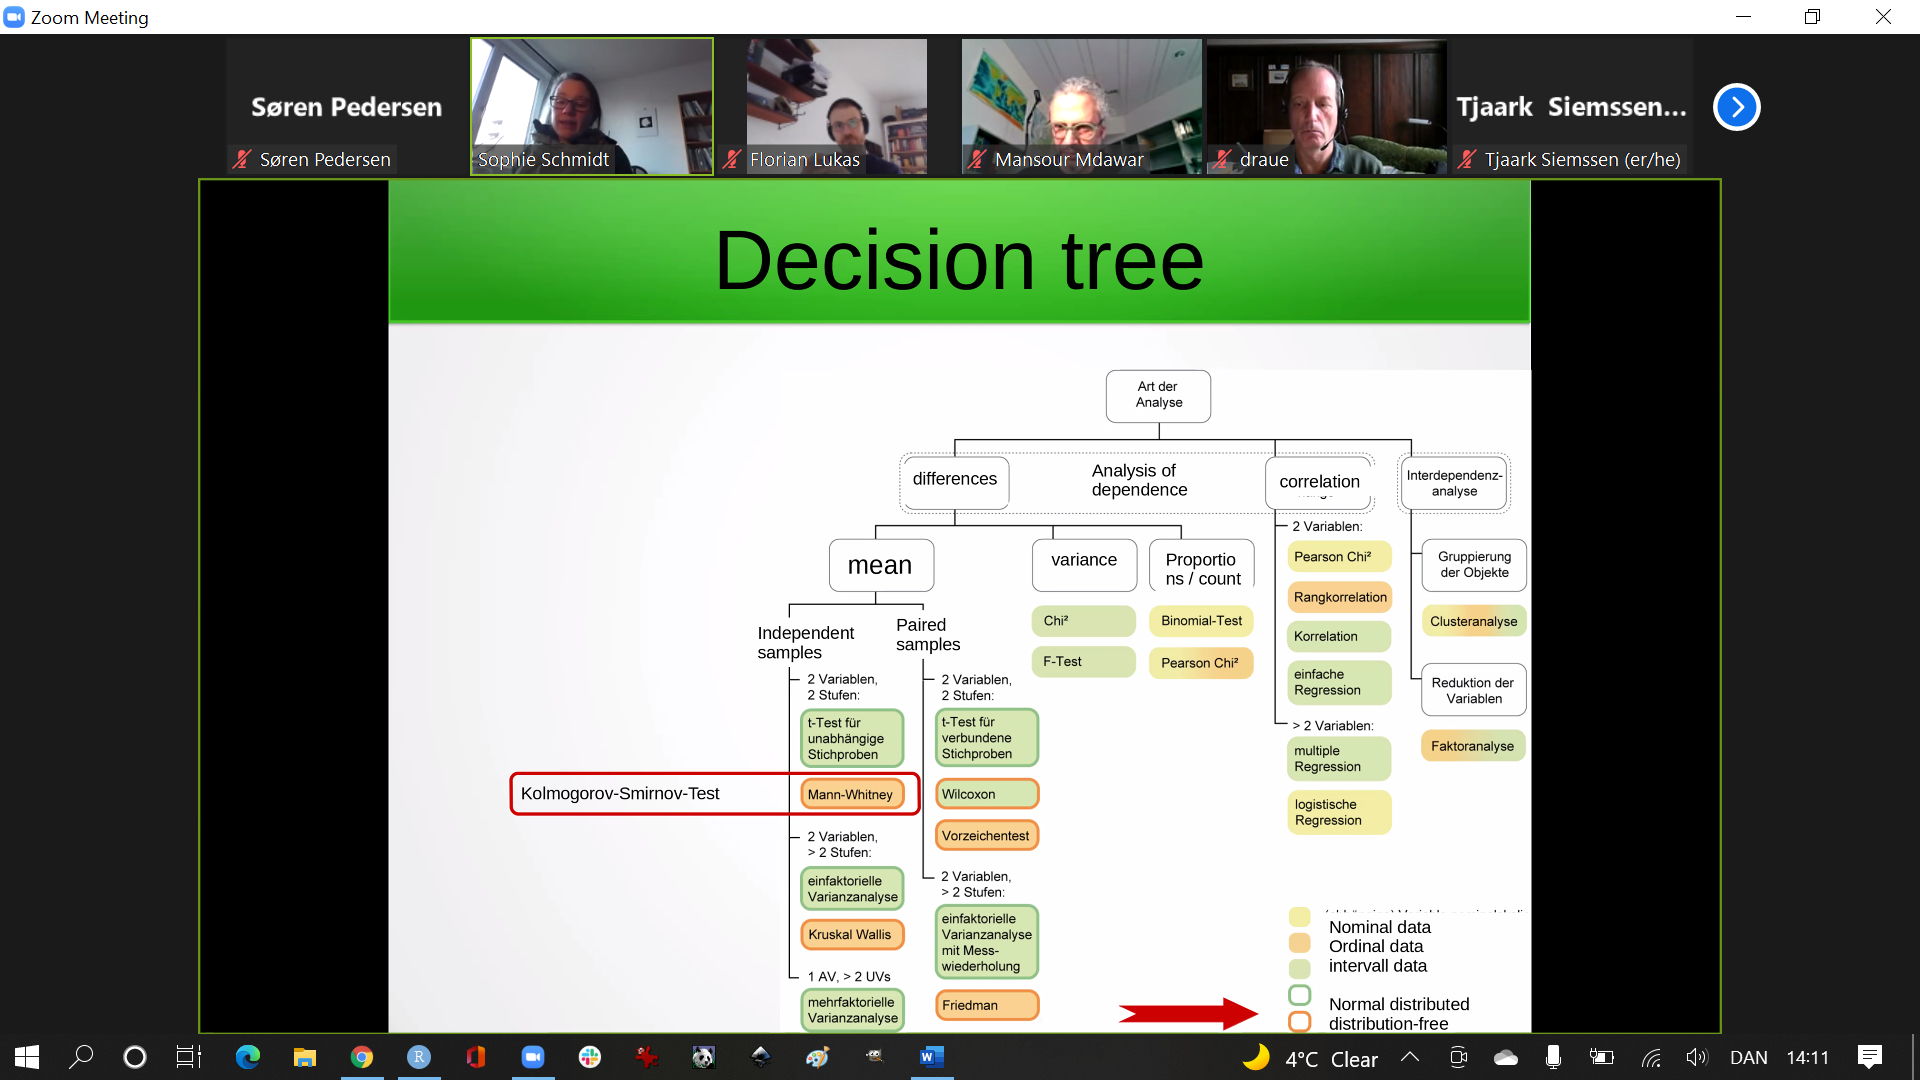 Zoom Meeting
Søren Pedersen
Tjaark Siemssen...
Søren Pedersen
Sophie Schmidt
Florian Lukas
Mansour Mdawar
draue
Tjaark Siemssen (er/he)
Decision tree
Art der
Analyse
differences
Analysis of
dependence
correlation
Interdependenz-
analyse
mean
variance
Proportio
ns / count
Independent
samples
Paired
samples
2 Variablen,
2 Stufen:
t-Test für
unabhängige
Stichproben
Kolmogorov-Smirnov-Test
Mann-Whitney
2 Variablen,
> 2 Stufen:
einfaktorielle
Varianzanalyse
Kruskal Wallis
1 AV, > 2 UVs
mehrfaktorielle
Varianzanalyse
2 Variablen,
2 Stufen:
t-Test für
verbundene
Stichproben
Wilcoxon
Vorzeichentest
2 Variablen,
> 2 Stufen:
einfaktorielle
Varianzanalyse
mit Mess-
wiederholung
Friedman
Chi²
F-Test
Binomial-Test
Pearson Chi²
2 Variablen:
Pearson Chi²
Rangkorrelation
Korrelation
einfache
Regression
> 2 Variablen:
multiple
Regression
logistische
Regression
Gruppierung
der Objekte
Clusteranalyse
Reduktion der
Variablen
Faktoranalyse
Nominal data
Ordinal data
intervall data
Normal distributed
distribution-free
4°C Clear
DAN
14:11